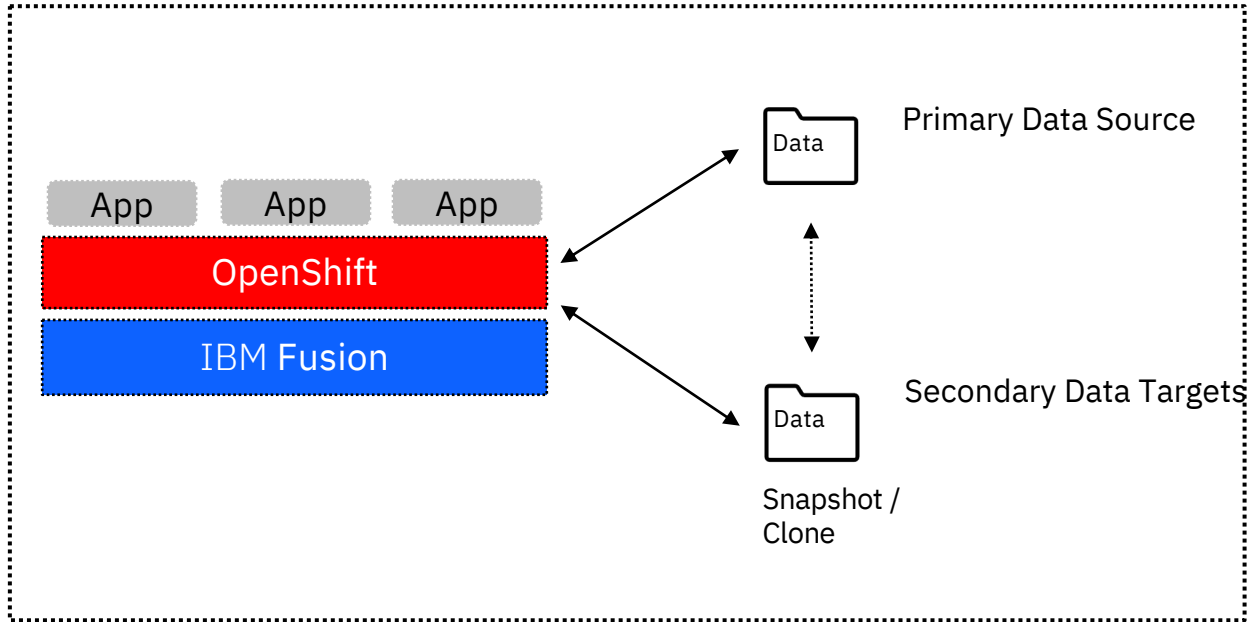 App
App
App
OpenShift
IBM Fusion
Data
Primary Data Source
Data
Secondary Data Targets
Snapshot /
Clone